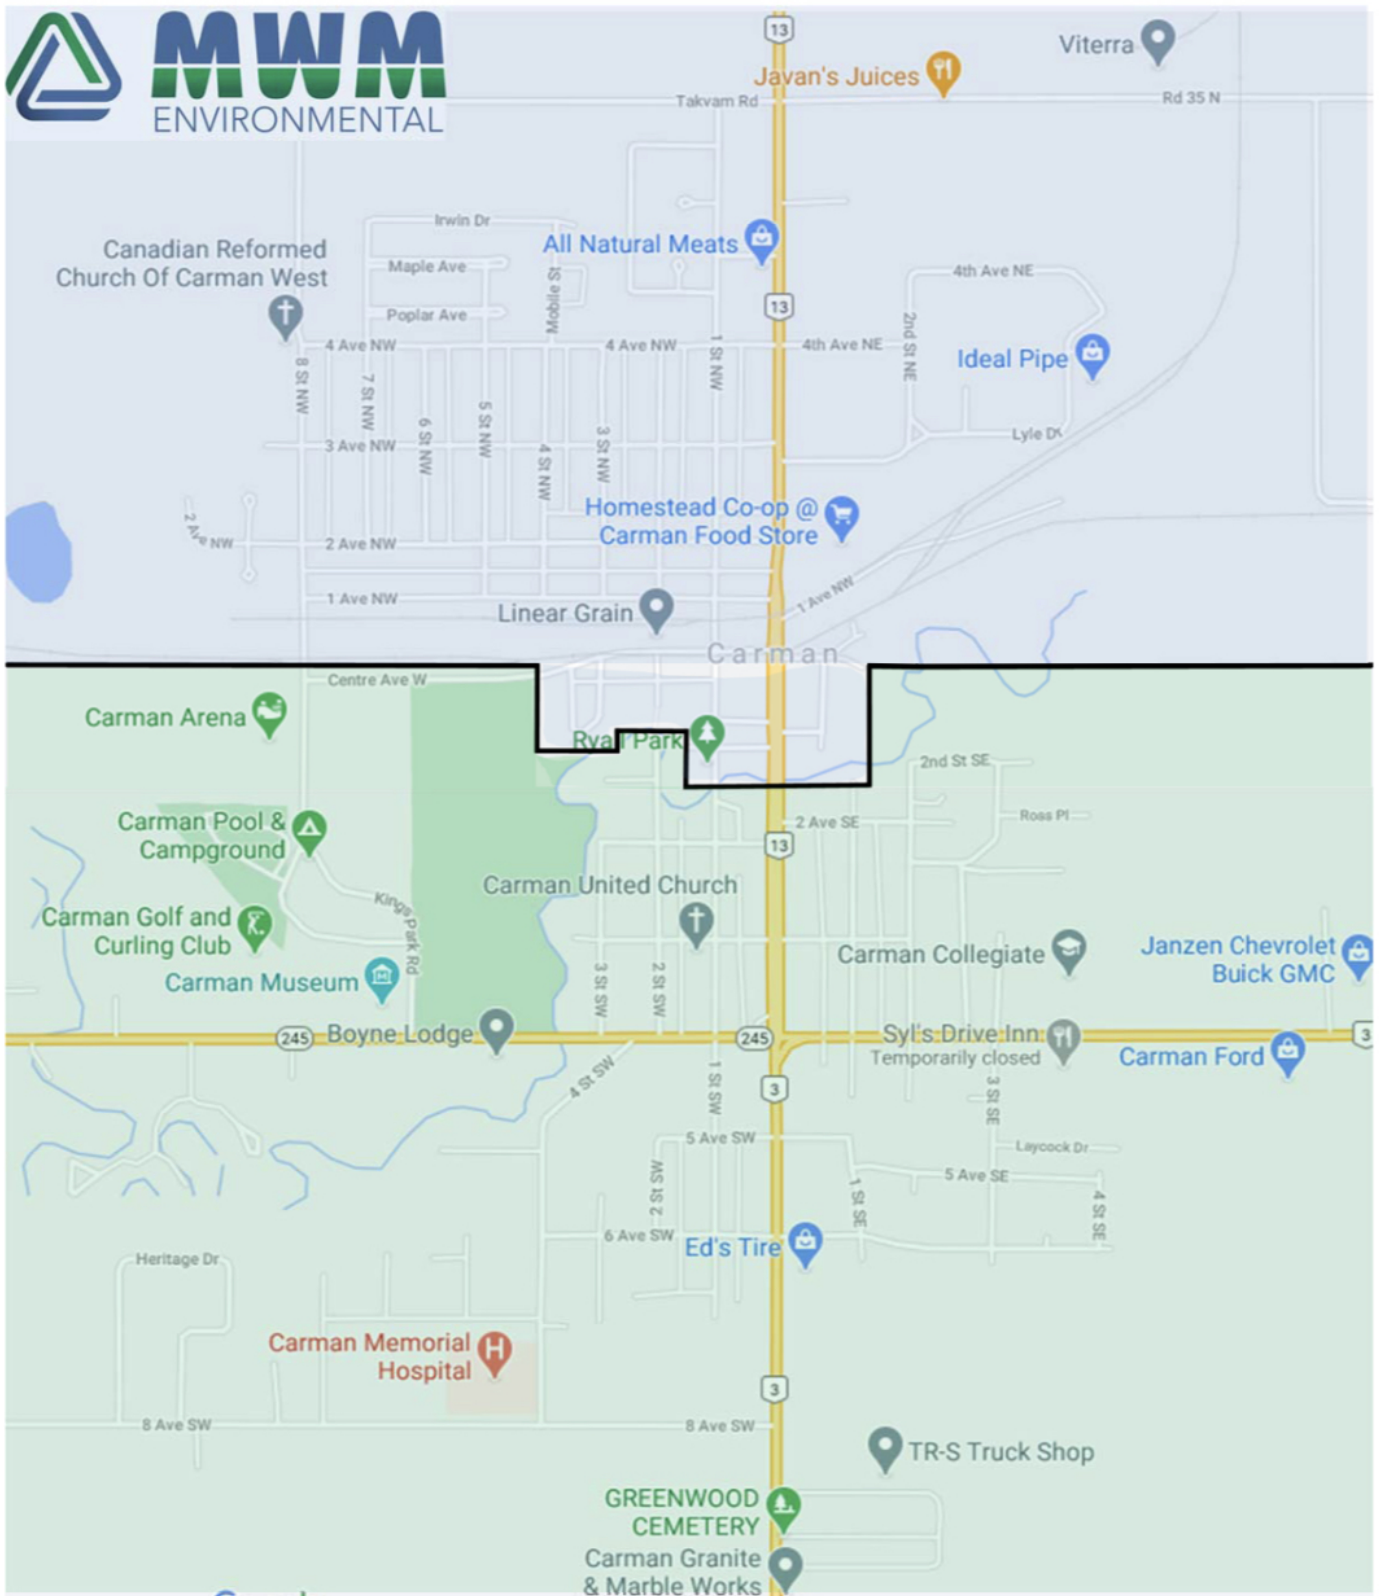 MWM
ENVIRONMENTAL
13
Viterra
Javan's Juices
Takvam Rd
Rd 35 N
Irwin Dr
Canadian Reformed
Church Of Carman West
All Natural Meats
Maple Ave
Mobile St
4th Ave NE
Poplar Ave
13
4 Ave NW
4 Ave NW
4th Ave NE
2nd St NE
Ideal Pipe
8 St NW
7 St NW
1 St NW
6 St NW
5 St NW
3 St NW
4 St NW
Lyle D
3 Ave NW
Homestead Co-op @
Carman Food Store
2 Ave NW
2 Ave NW
1 Ave NW
1 Ave NW
Linear Grain
Carman
Centre Ave W
Carman Arena
Ryan Park
2nd St SE
Carman Pool &
Campground
2 Ave SE
Ross Pl
13
Carman United Church
Kings Park Rd
Carman Golf and
Curling Club
Carman Collegiate
Janzen Chevrolet
Buick GMC
Carman Museum
3 St SW
2 St SW
245
Boyne Lodge
245
Syl's Drive Inn
Temporarily closed
Carman Ford
3
4 St SW
1 St SW
3
3 St SE
5 Ave SW
Laycock Dr
5 Ave SE
2 St SW
1 St SE
4 St SE
6 Ave SW
Ed's Tire
Heritage Dr
Carman Memorial
Hospital
H
3
8 Ave SW
8 Ave SW
TR-S Truck Shop
GREENWOOD
CEMETERY
Carman Granite
& Marble Works